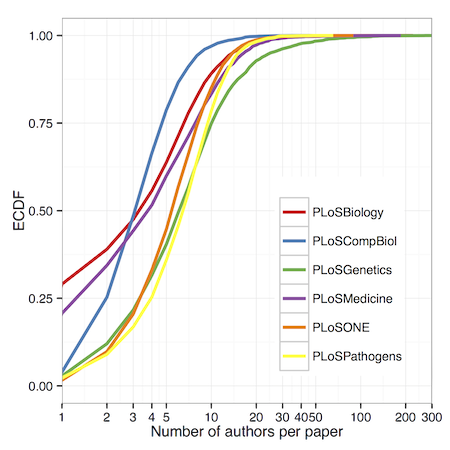 1.00
0.75
0.50
0.25
0.00
ECDF
PLoSBiology
PLoSCompBiol
PLoSGenetics
PLoSMedicine
PLoSONE
PLoSPathogens
1 2 3 4 5 10 20 30 40 50 100 200 300
Number of authors per paper